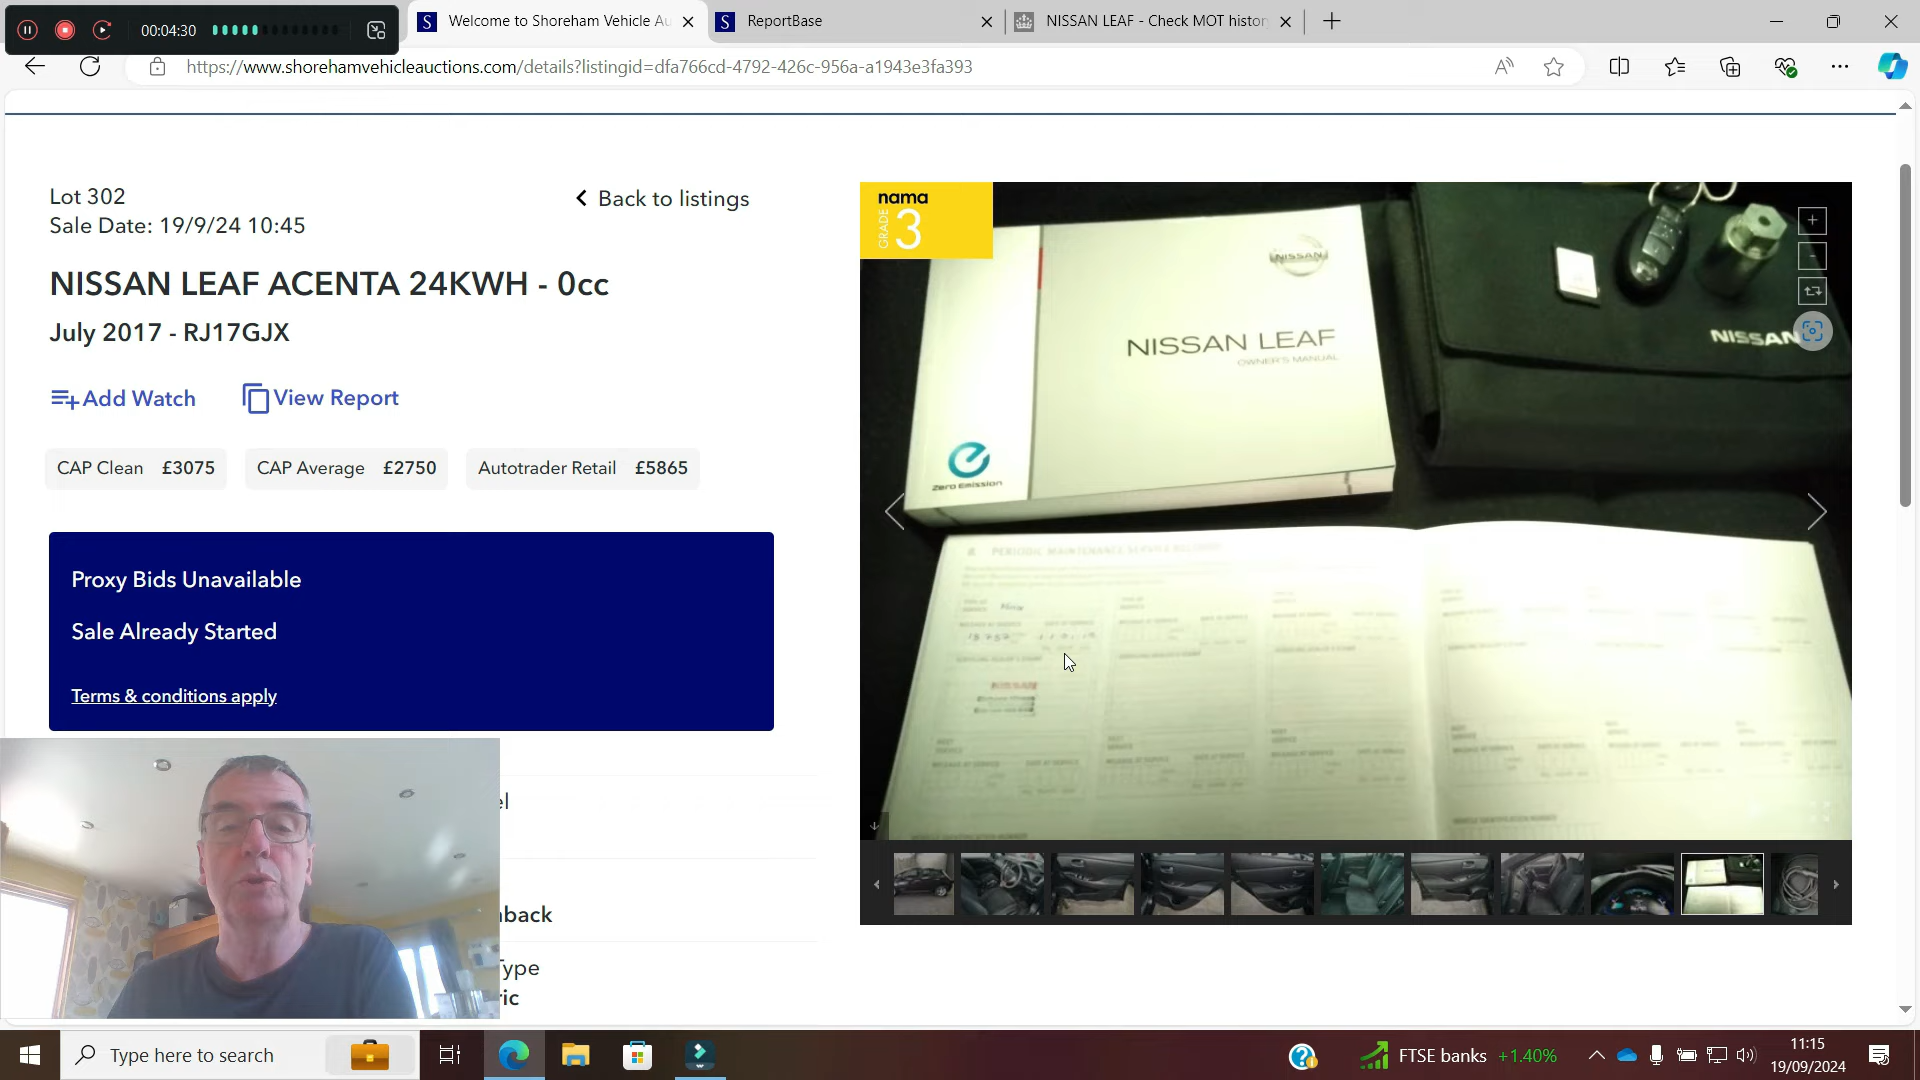 00:04:30
Welcome to Shoreham Vehicle Au
ReportBase
NISSAN LEAF - Check MOT histor
https://www.shorehamvehicleauctions.com/details?listingid=dfa766cd-4792-426c-956a-a1943e3fa393
Lot 302
Back to listings
Sale Date: 19/9/24 10:45
NISSAN LEAF ACENTA 24KWH - 0cc
July 2017 - RJ17GJX
Add Watch
View Report
CAP Clean £3075
CAP Average £2750
Autotrader Retail £5865
Proxy Bids Unavailable
Sale Already Started
Terms & conditions apply
el
hback
Type
ric
nama
GRADE 3
NISSAN
NISSAN LEAF
OWNER'S MANUAL
Zero Emission
NISSAN
PERIODIC MAINTENANCE SERVICE RECORDS
Type here to search
FTSE banks +1.40%
11:15
19/09/2024